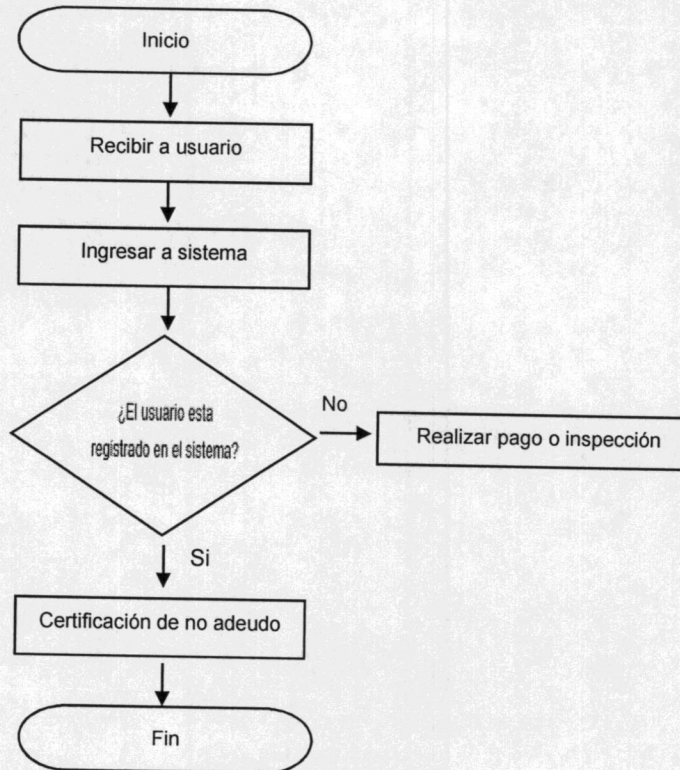 Inicio
Recibir a usuario
Ingresar a sistema
¿El usuario esta
registrado en el sistema?
No
Realizar pago o inspección
Si
Certificación de no adeudo
Fin